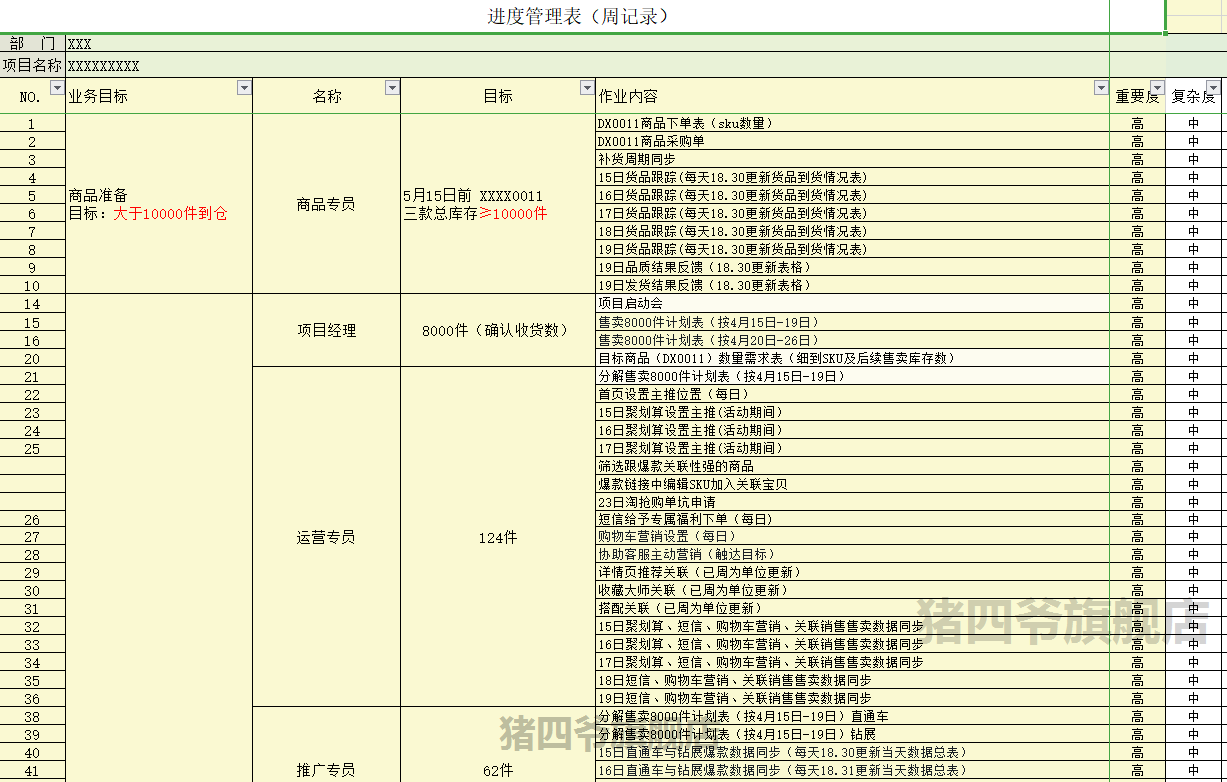 进度管理表（周记录）
部 门 XXX
项目名称 XXXXXXXXX
NO. 业务目标 名称 目标 作业内容 重要度 复杂度
1 DX0011商品下单表（sku数量） 高 中
2 DX0011商品采购单 高 中
3 补货周期同步 高 中
4 15日货品跟踪(每天18.30更新货品到货情况表) 高 中
5 商品准备 商品专员 5月15日前 XXXX0011 16日货品跟踪(每天18.30更新货品到货情况表) 高 中
6 目标：大于10000件到仓 三款总库存≥10000件 17日货品跟踪(每天18.30更新货品到货情况表) 高 中
7 18日货品跟踪(每天18.30更新货品到货情况表) 高 中
8 19日货品跟踪(每天18.30更新货品到货情况表) 高 中
9 19日品质结果反馈（18.30更新表格） 高 中
10 19日发货结果反馈（18.30更新表格） 高 中
14 项目启动会 高 中
15 项目经理 8000件（确认收货数） 售卖8000件计划表（按4月15日-19日） 高 中
16 售卖8000件计划表（按4月20日-26日） 高 中
20 目标商品（DX0011）数量需求表（细到SKU及后续售卖库存数） 高 中
21 分解售卖8000件计划表（按4月15日-19日） 高 中
22 首页设置主推位置（每日） 高 中
23 15日聚划算设置主推(活动期间） 高 中
24 16日聚划算设置主推(活动期间） 高 中
25 17日聚划算设置主推(活动期间） 高 中
筛选跟爆款关联性强的商品 高 中
爆款链接中编辑SKU加入关联宝贝 高 中
23日淘抢购单坑申请 高 中
26 短信给予专属福利下单（每日） 高 中
27 运营专员 124件 购物车营销设置（每日） 高 中
28 协助客服主动营销（触达目标） 高 中
29 详情页推荐关联（已周为单位更新） 高 中
30 收藏大师关联（已周为单位更新） 高 中
31 搭配关联（已周为单位更新） 高 中
32 15日聚划算、短信、购物车营销、关联销售售卖数据同步 高 中
33 16日聚划算、短信、购物车营销、关联销售售卖数据同步 高 中
34 17日聚划算、短信、购物车营销、关联销售售卖数据同步 高 中
35 18日短信、购物车营销、关联销售售卖数据同步 高 中
36 19日短信、购物车营销、关联销售售卖数据同步 高 中
38 分解售卖8000件计划表（按4月15日-19日）直通车 高 中
39 分解售卖8000件计划表（按4月15日-19日）钻展 高 中
40 15日直通车与钻展爆款数据同步（每天18.30更新当天数据总表） 高 中
41 推广专员 62件 16日直通车与钻展爆款数据同步（每天18.31更新当天数据总表） 高 中
猪四爷旗舰店
猪四爷旗舰店